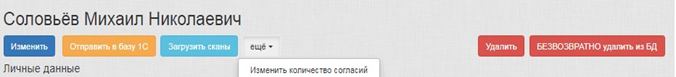 Соловьёв Михаил Николаевич
Изменить Отправить в базу 1С Загрузить сканы ещё Удалить БЕЗВОЗВРАТНО удалить из БД
Личные данные
Изменить количество согласий